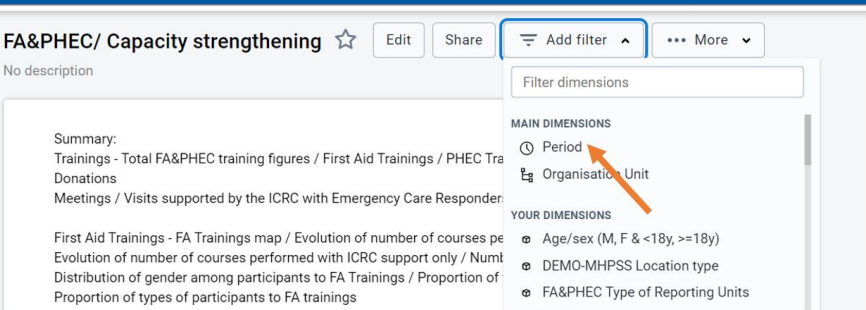 FA&PHEC/ Capacity strengthening
Edit
Share
Add filter
More
No description
Filter dimensions
MAIN DIMENSIONS
Period
Organisation Unit
YOUR DIMENSIONS
Age/sex (M, F & <18y, >=18y)
DEMO-MHPSS Location type
FA&PHEC Type of Reporting Units
Summary:
Trainings - Total FA&PHEC training figures / First Aid Trainings / PHEC Tra
Donations
Meetings / Visits supported by the ICRC with Emergency Care Responder
First Aid Trainings - FA Trainings map / Evolution of number of courses pe
Evolution of number of courses performed with ICRC support only / Numb
Distribution of gender among participants to FA Trainings / Proportion of
Proportion of types of participants to FA trainings